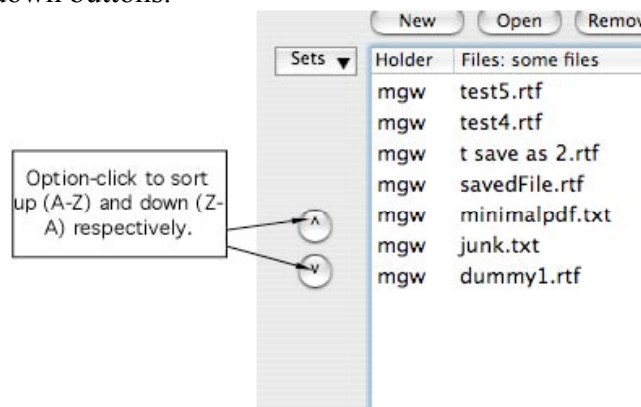 down buttons.
New Open Remov
Sets Holder Files: some files
mgw test5.rtf
mgw test4.rtf
mgw t save as 2.rtf
mgw savedFile.rtf
mgw minimalpdf.txt
mgw junk.txt
mgw dummy1.rtf
Option-click to sort
up (A-Z) and down (Z-
A) respectively.
^
v